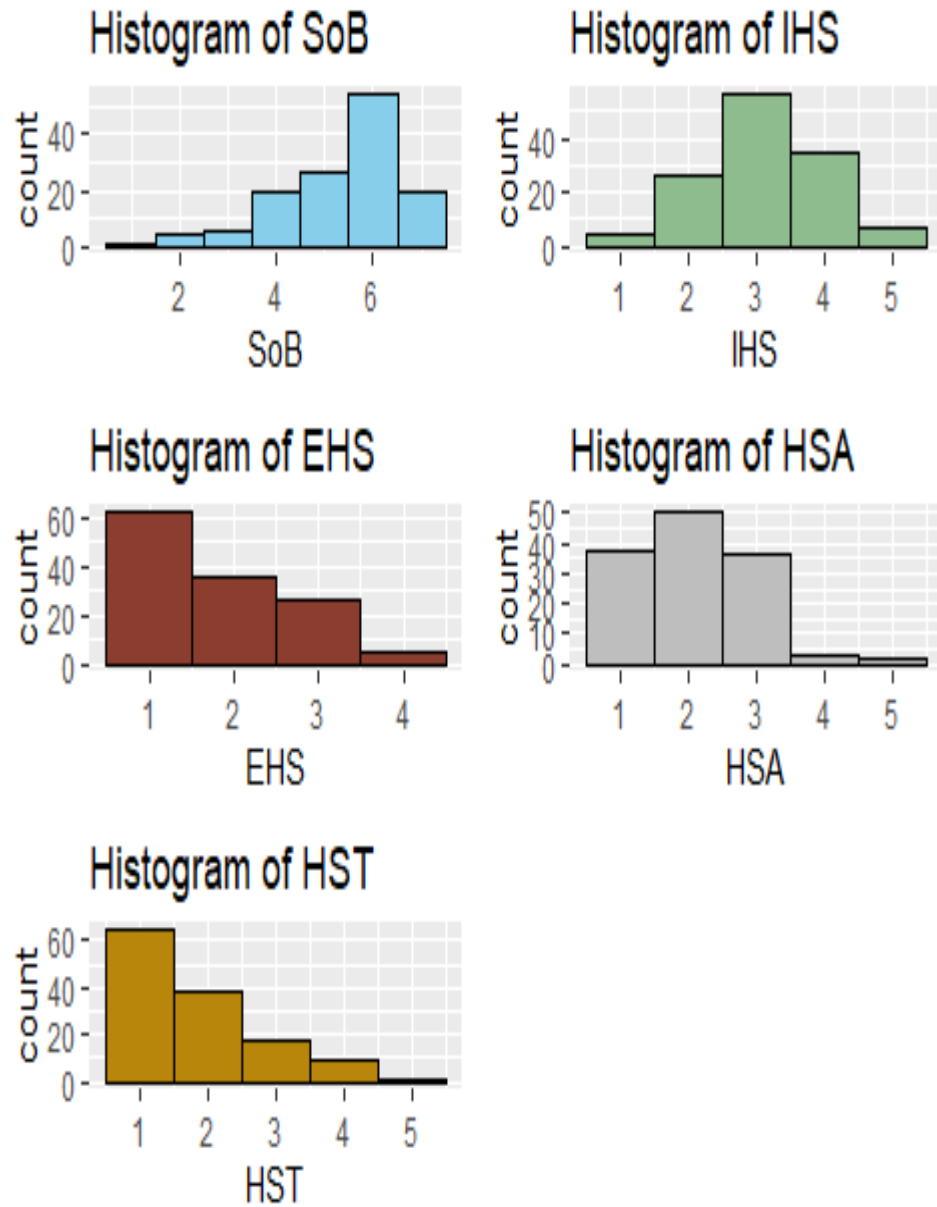 Histogram of SoB
count
40
20
0
2 4 6
SoB
Histogram of IHS
count
40
20
0
1 2 3 4 5
IHS
Histogram of EHS
count
60
40
20
0
1 2 3 4
EHS
Histogram of HSA
count
50
40
30
20
10
0
1 2 3 4 5
HSA
Histogram of HST
count
60
40
20
0
1 2 3 4 5
HST